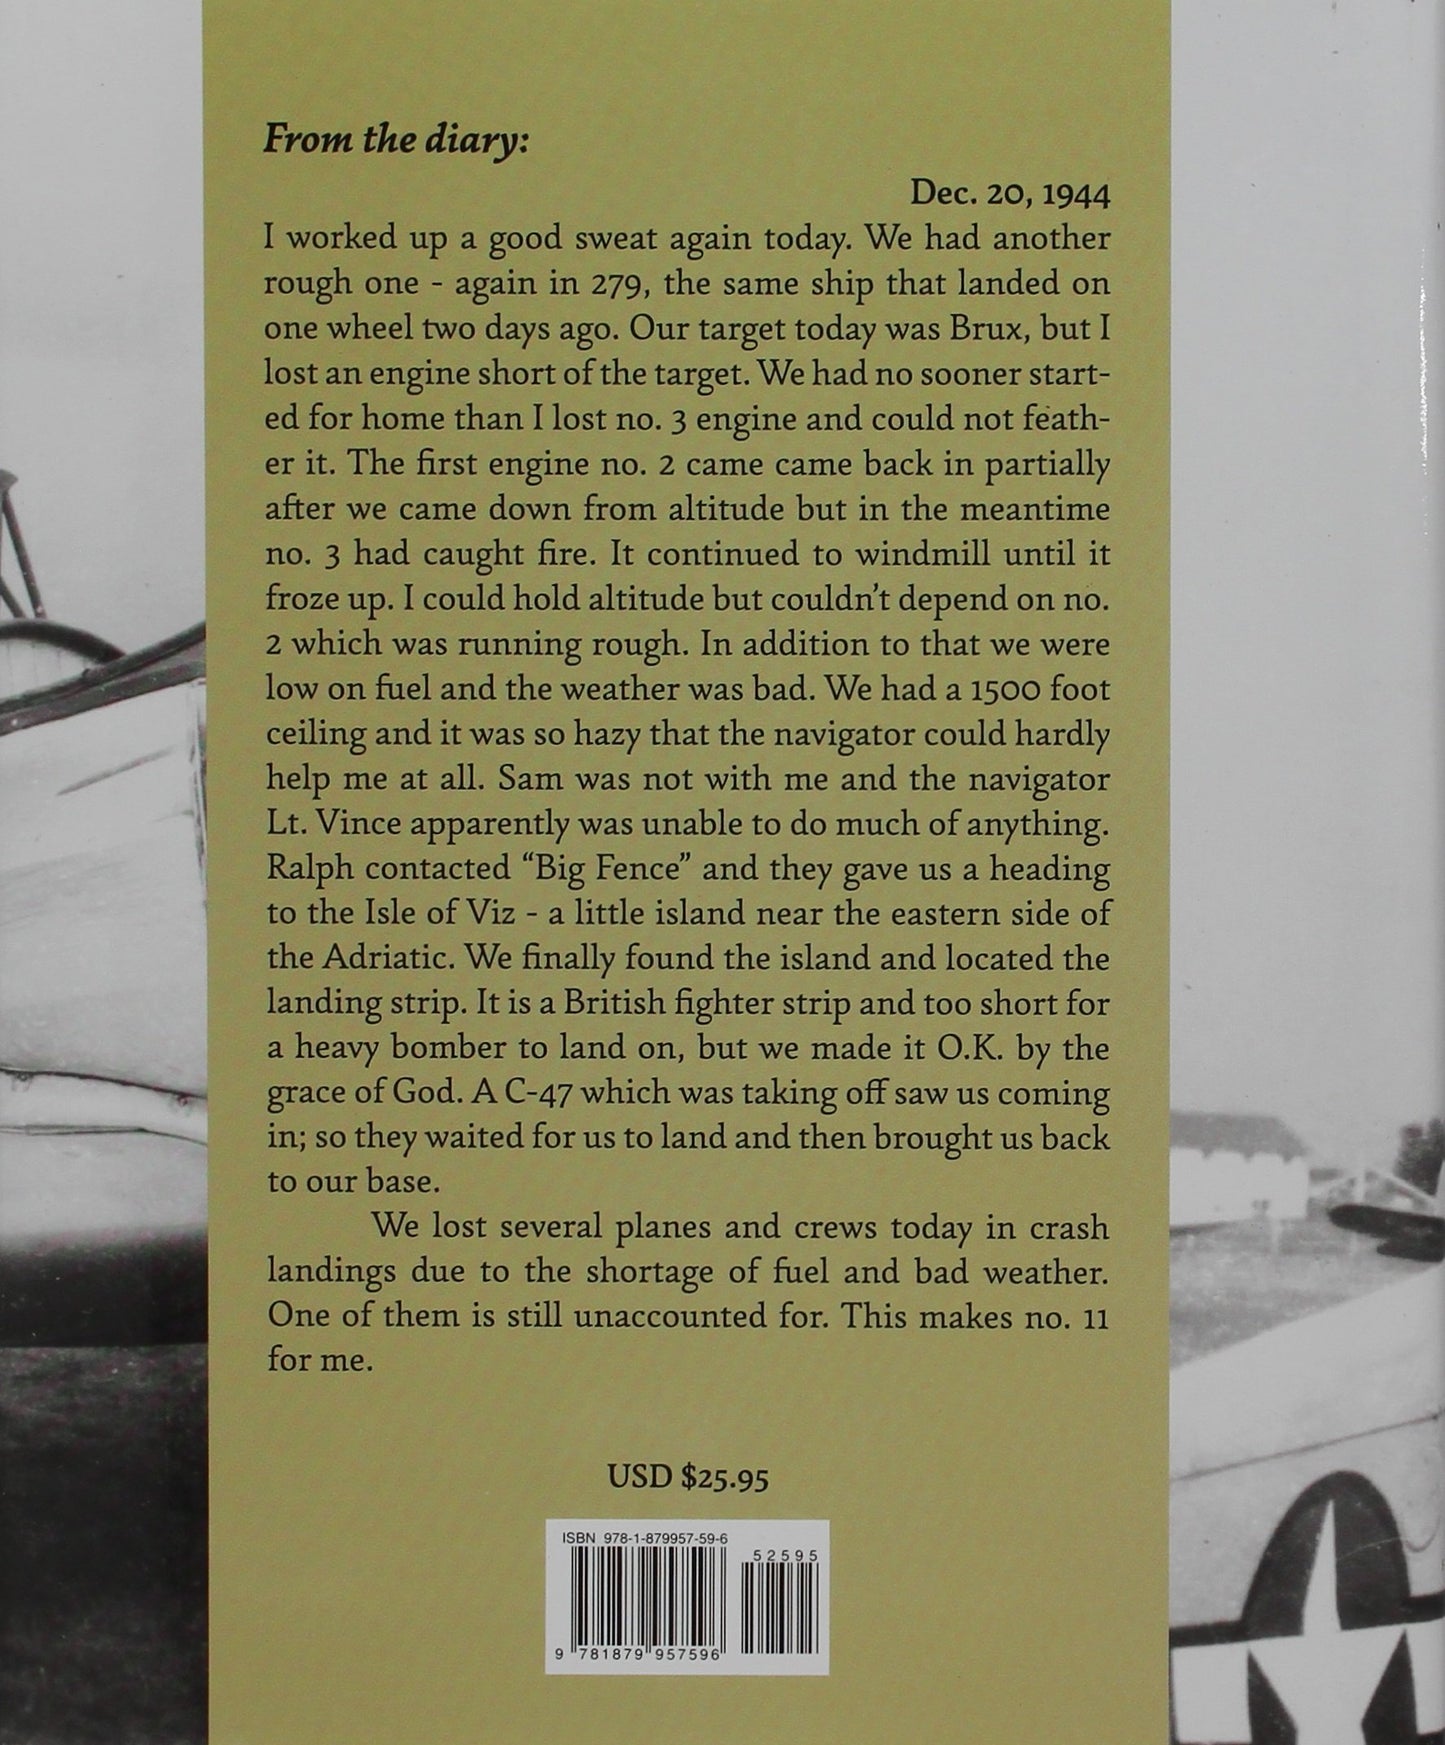 From the diary:
Dec. 20, 1944
I worked up a good sweat again today. We had another
rough one - again in 279, the same ship that landed on
one wheel two days ago. Our target today was Brux, but I
lost an engine short of the target. We had no sooner start-
ed for home than I lost no. 3 engine and could not feath-
er it. The first engine no. 2 came came back in partially
after we came down from altitude but in the meantime
no. 3 had caught fire. It continued to windmill until it
froze up. I could hold altitude but couldn't depend on no.
2 which was running rough. In addition to that we were
low on fuel and the weather was bad. We had a 1500 foot
ceiling and it was so hazy that the navigator could hardly
help me at all. Sam was not with me and the navigator
Lt. Vince apparently was unable to do much of anything.
Ralph contacted “Big Fence” and they gave us a heading
to the Isle of Viz - a little island near the eastern side of
the Adriatic. We finally found the island and located the
landing strip. It is a British fighter strip and too short for
a heavy bomber to land on, but we made it O.K. by the
grace of God. A C-47 which was taking off saw us coming
in; so they waited for us to land and then brought us back
to our base.
We lost several planes and crews today in crash
landings due to the shortage of fuel and bad weather.
One of them is still unaccounted for. This makes no. 11
for me.
USD $25.95
ISBN 978-1-879957-59-6
52595
9 781879 957596